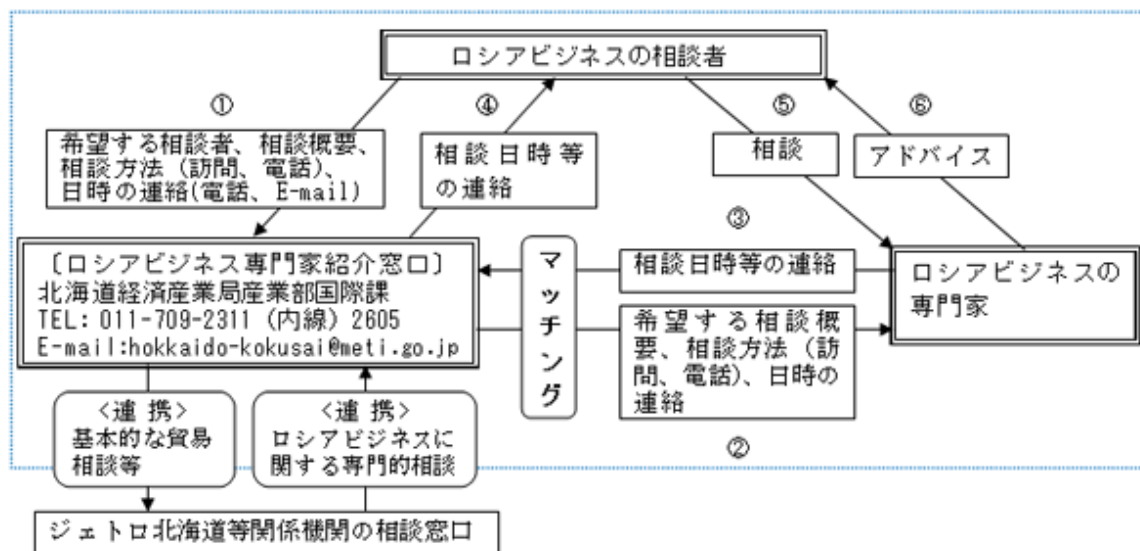 ロシアビジネスの相談者
①
④
⑤
⑥
希望する相談者、相談概要、
相談方法（訪問、電話）、
日時の連絡(電話、E-mail)
相談日時等
の連絡
相談
アドバイス
③
〔ロシアビジネス専門家紹介窓口〕
北海道経済産業局産業部国際課
TEL: 011-709-2311 (内線) 2605
E-mail:hokkaido-kokusai@meti.go.jp
マッチング
相談日時等の連絡
希望する相談概
要、相談方法（訪
問、電話）、日時の
連絡
ロシアビジネスの
専門家
②
<連 携>
基本的な貿易
相談等
<連 携>
ロシアビジネスに
関する専門的相談
ジェトロ北海道等関係機関の相談窓口